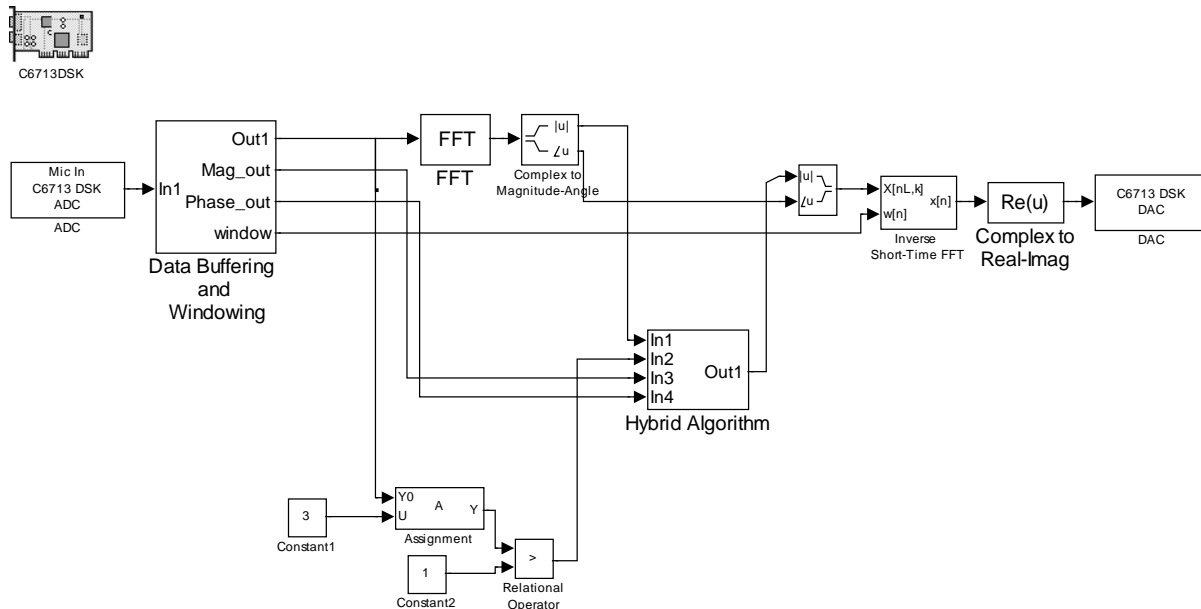 C6713DSK
Mic In
C6713 DSK
ADC
ADC
In1
Out1
Mag_out
Phase_out
window
Data Buffering
and
Windowing
FFT
FFT
|u|
∠u
Complex to
Magnitude-Angle
|u|
∠u
X[nL,k]
w[n]
x[n]
Inverse
Short-Time FFT
Re(u)
Complex to
Real-Imag
C6713 DSK
DAC
DAC
In1
In2
In3
In4
Out1
Hybrid Algorithm
3
Constant1
Y0
U
A
Y
Assignment
1
Constant2
>
Relational
Operator